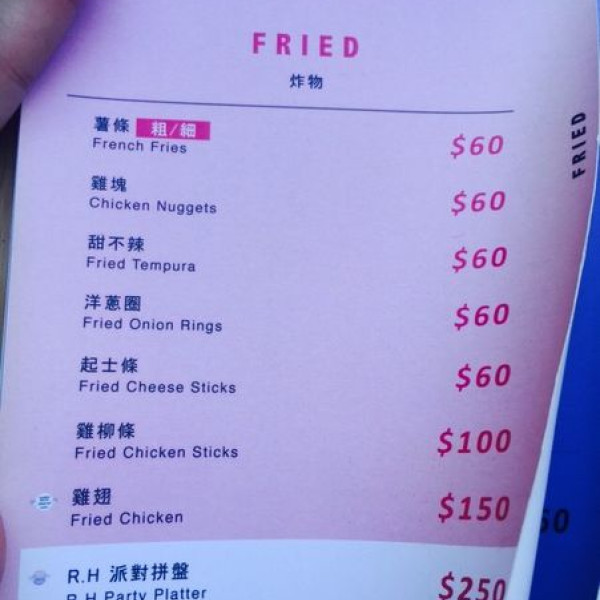 FRIED
炸物
薯條 粗/細
French Fries
$60
雞塊
Chicken Nuggets
$60
甜不辣
Fried Tempura
$60
洋蔥圈
Fried Onion Rings
$60
起士條
Fried Cheese Sticks
$60
雞柳條
Fried Chicken Sticks
$100
雞翅
Fried Chicken
$150
R.H 派對拼盤
R.H Party Platter
$250
FRIED